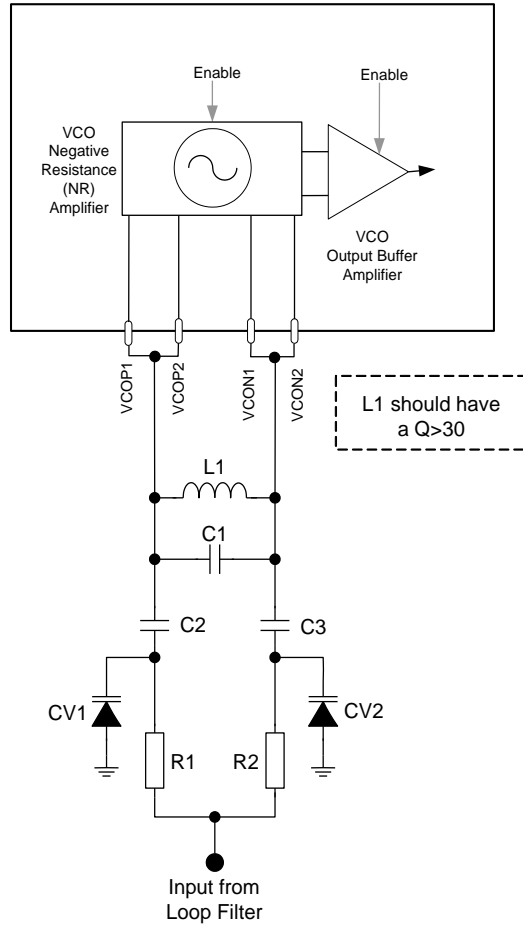 Enable
Enable
VCO
Negative
Resistance
(NR)
Amplifier
VCO
Output Buffer
Amplifier
VCOP1
VCOP2
VCON1
VCON2
L1 should have
a Q>30
L1
C1
C2
C3
CV1
CV2
R1
R2
Input from
Loop Filter